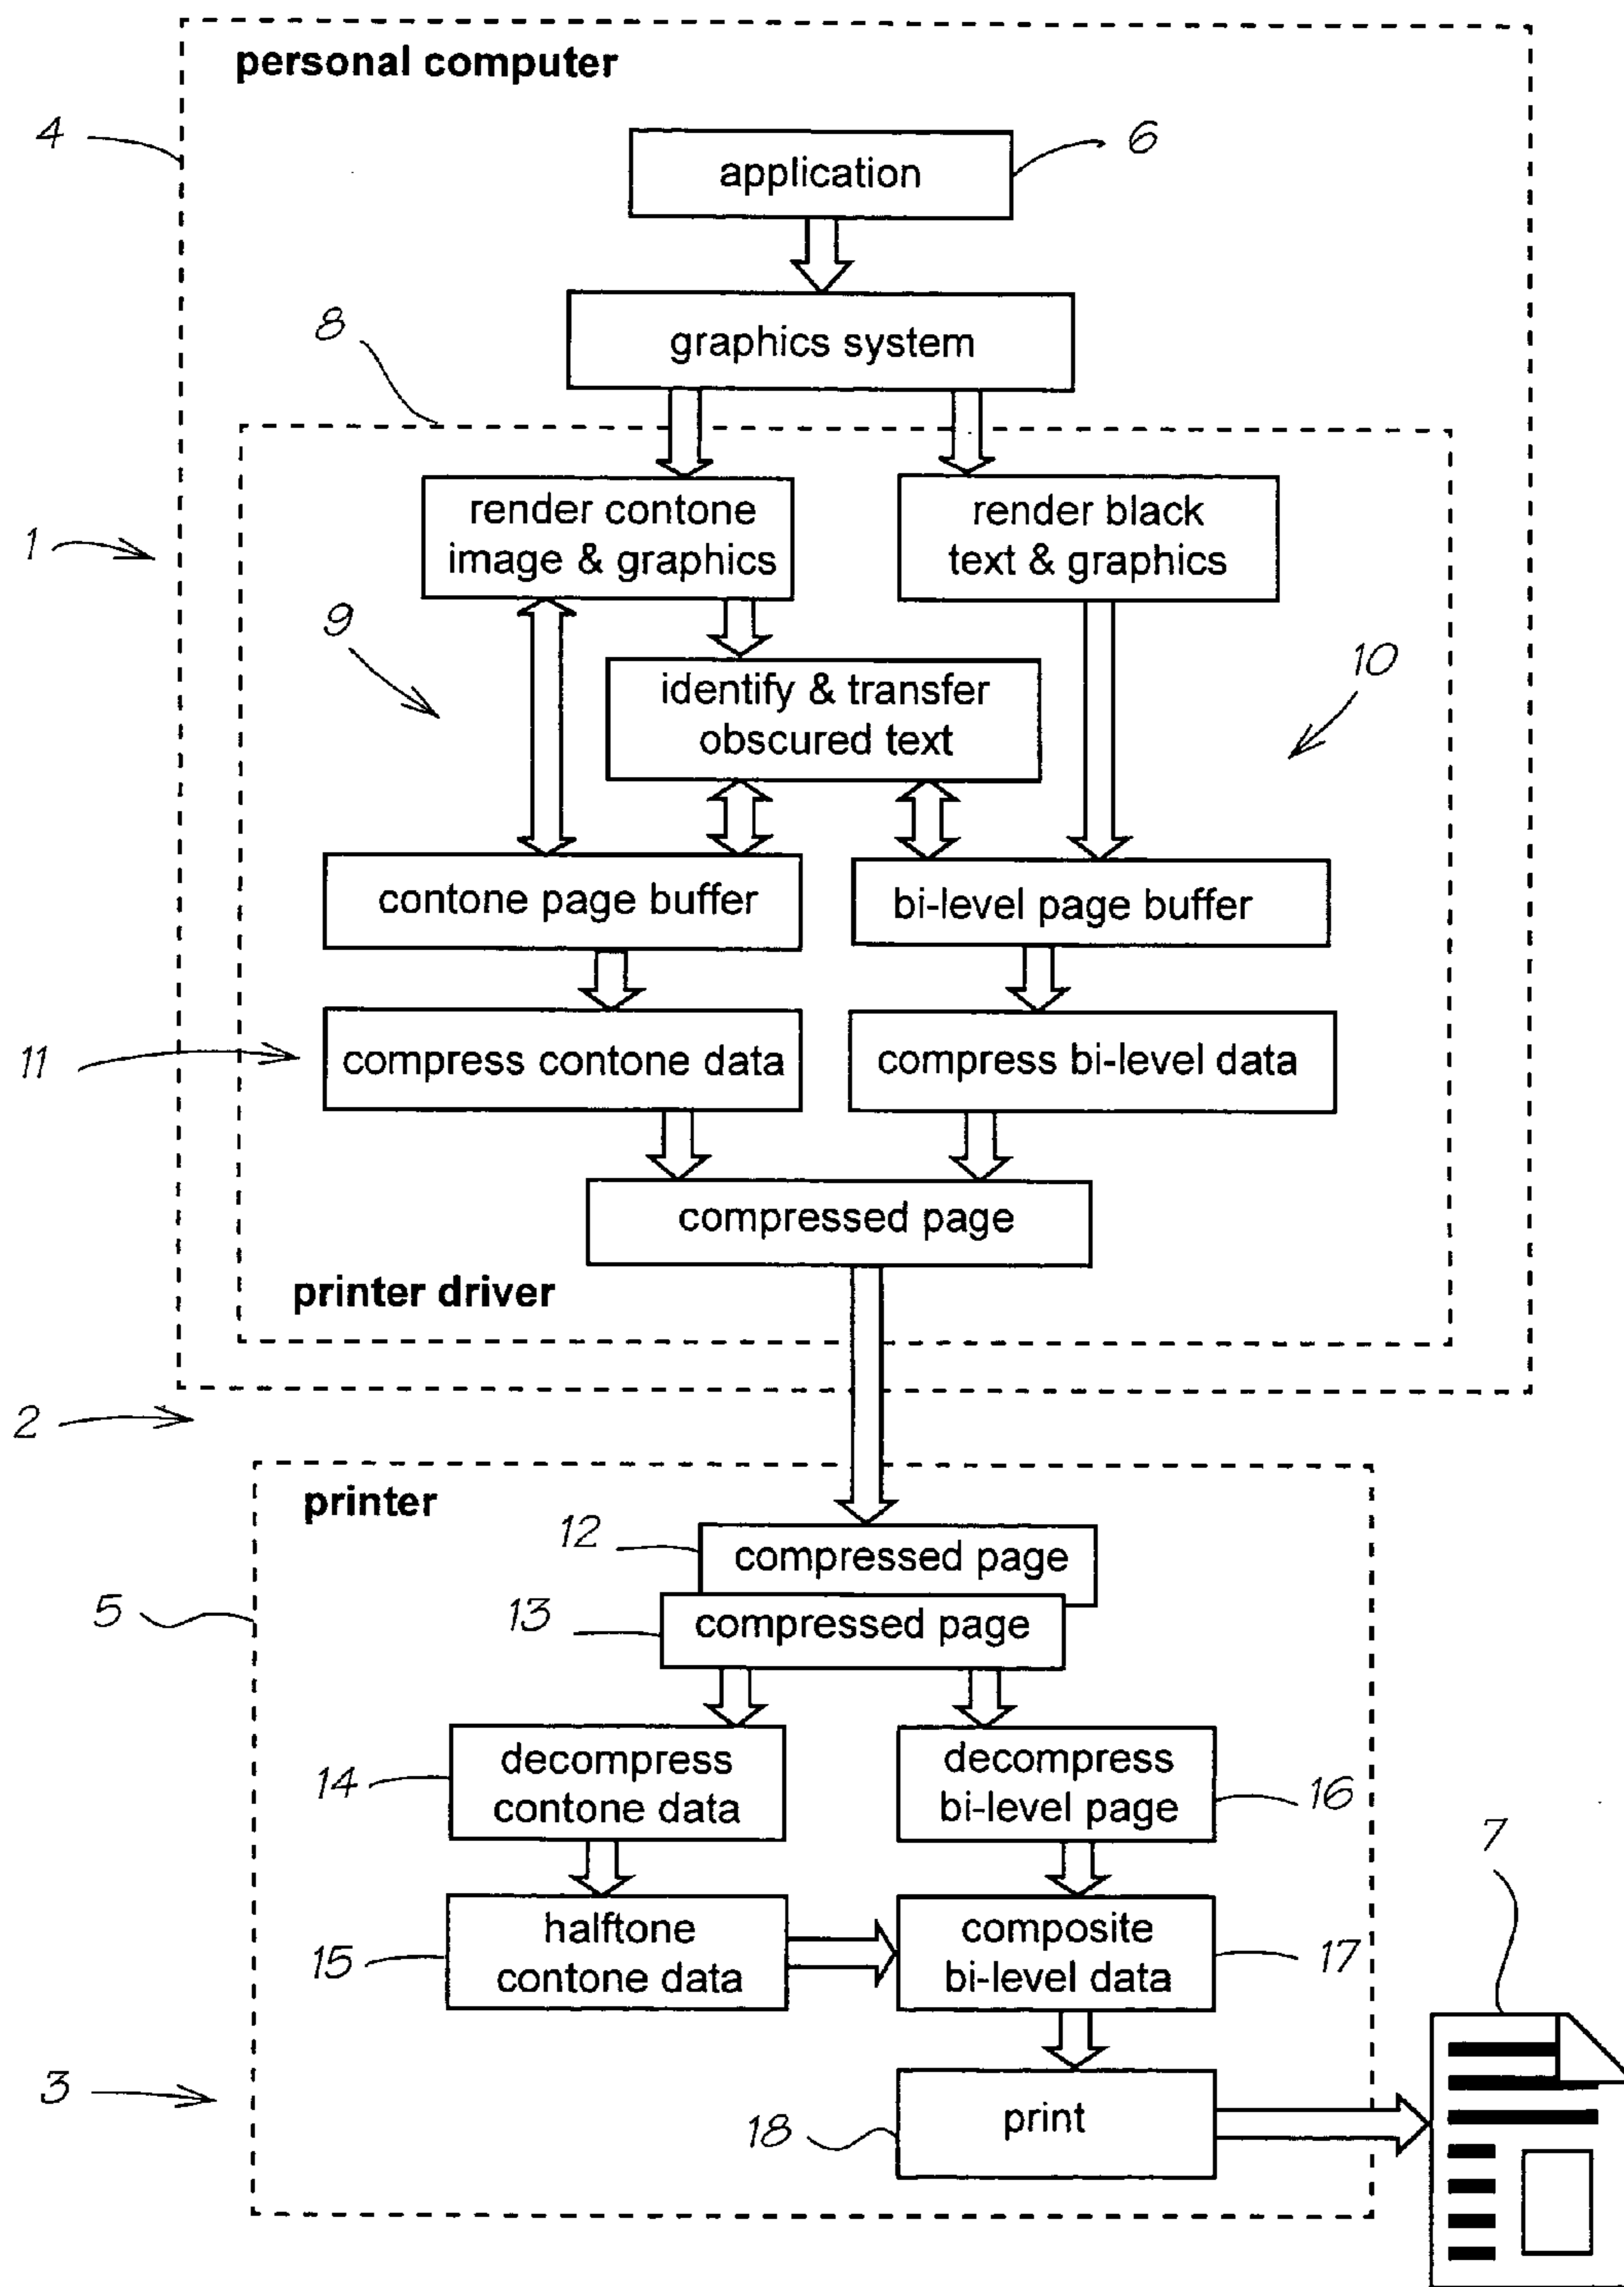 personal computer
4
application
6
graphics system
8
render contone
image & graphics
render black
text & graphics
1
9
identify & transfer
obscured text
10
contone page buffer
bi-level page buffer
11
compress contone data
compress bi-level data
compressed page
printer driver
2
printer
12
compressed page
5
13
compressed page
14
decompress
contone data
decompress
bi-level page
16
7
15
halftone
contone data
composite
bi-level data
17
3
18
print